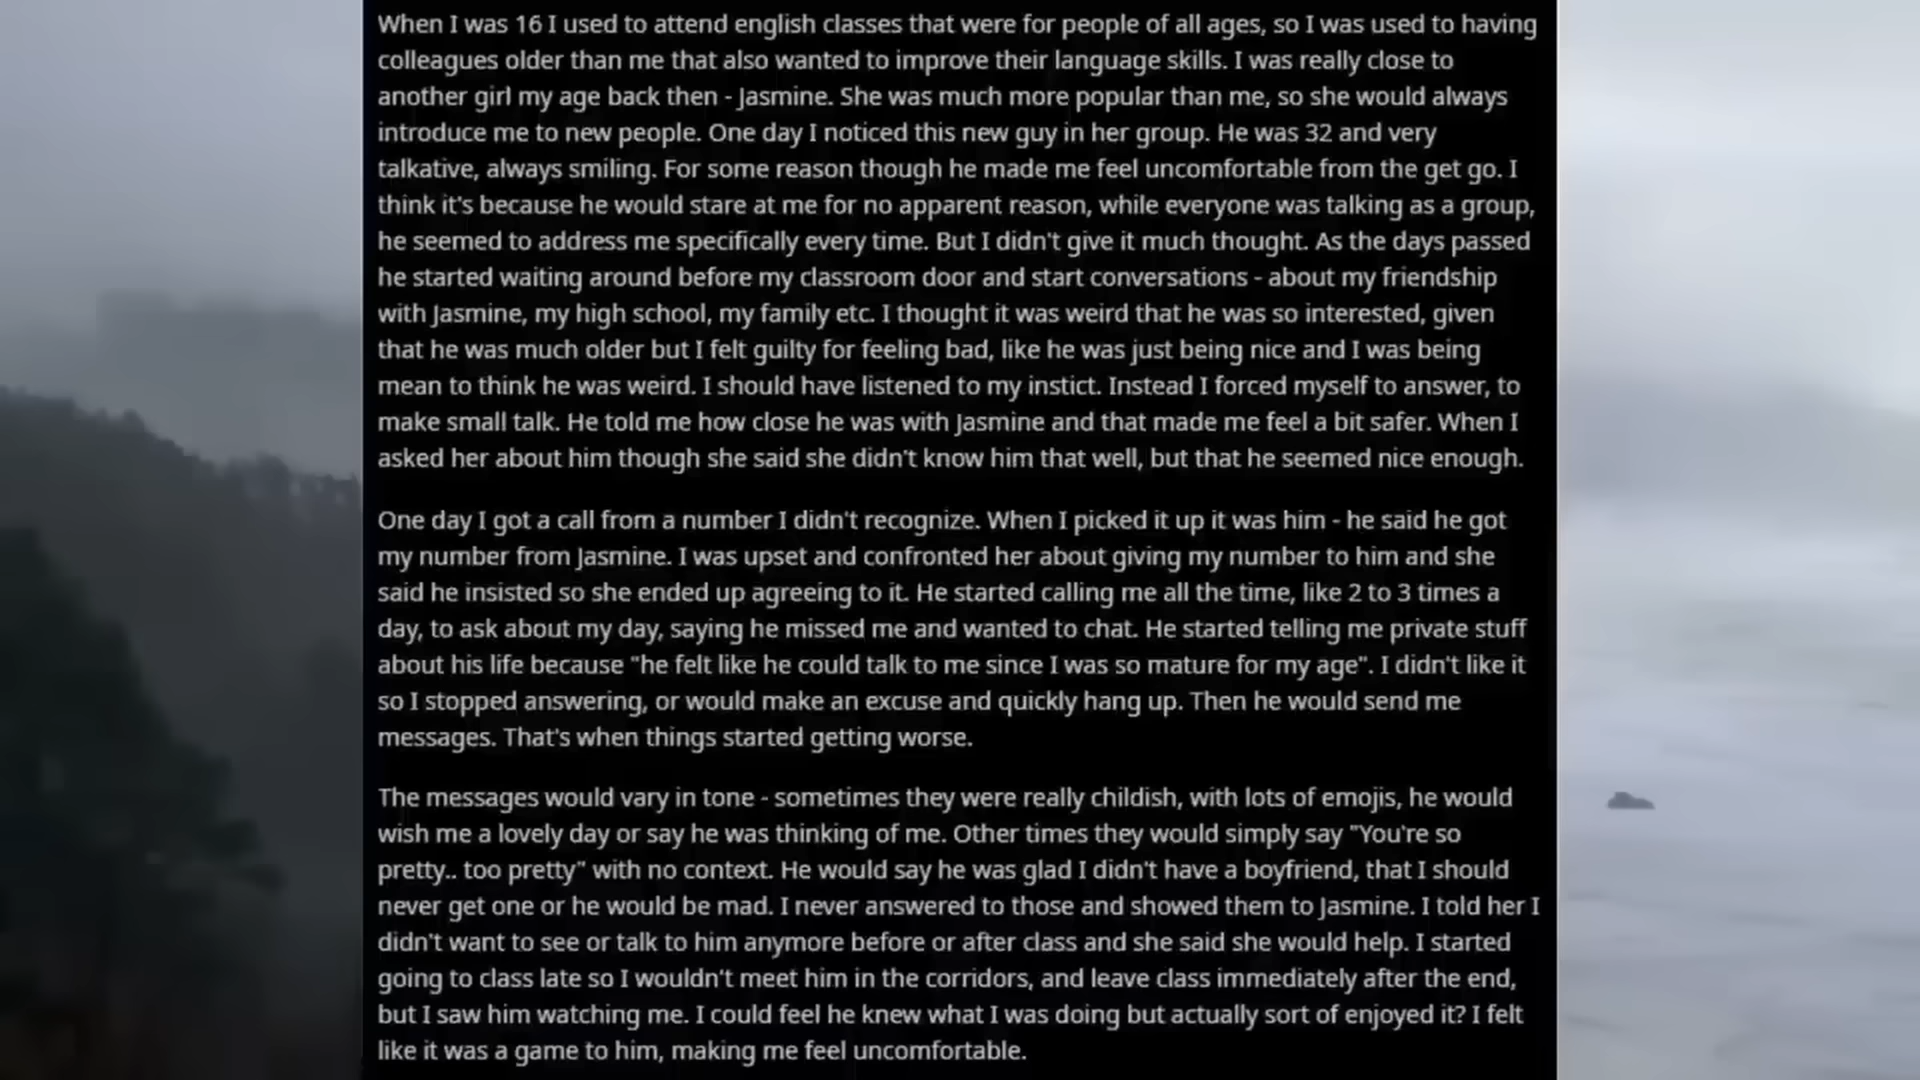 When I was 16 I used to attend english classes that were for people of all ages, so I was used to having
colleagues older than me that also wanted to improve their language skills. I was really close to
another girl my age back then - Jasmine. She was much more popular than me, so she would always
introduce me to new people. One day I noticed this new guy in her group. He was 32 and very
talkative, always smiling. For some reason though he made me feel uncomfortable from the get go. I
think it's because he would stare at me for no apparent reason, while everyone was talking as a group,
he seemed to address me specifically every time. But I didn't give it much thought. As the days passed
he started waiting around before my classroom door and start conversations - about my friendship
with Jasmine, my high school, my family etc. I thought it was weird that he was so interested, given
that he was much older but I felt guilty for feeling bad, like he was just being nice and I was being
mean to think he was weird. I should have listened to my instict. Instead I forced myself to answer, to
make small talk. He told me how close he was with Jasmine and that made me feel a bit safer. When I
asked her about him though she said she didn't know him that well, but that he seemed nice enough.
One day I got a call from a number I didn't recognize. When I picked it up it was him - he said he got
my number from Jasmine. I was upset and confronted her about giving my number to him and she
said he insisted so she ended up agreeing to it. He started calling me all the time, like 2 to 3 times a
day, to ask about my day, saying he missed me and wanted to chat. He started telling me private stuff
about his life because "he felt like he could talk to me since I was so mature for my age". I didn't like it
so I stopped answering, or would make an excuse and quickly hang up. Then he would send me
messages. That's when things started getting worse.
The messages would vary in tone - sometimes they were really childish, with lots of emojis, he would
wish me a lovely day or say he was thinking of me. Other times they would simply say "You're so
pretty.. too pretty" with no context. He would say he was glad I didn't have a boyfriend, that I should
never get one or he would be mad. I never answered to those and showed them to Jasmine. I told her I
didn't want to see or talk to him anymore before or after class and she said she would help. I started
going to class late so I wouldn't meet him in the corridors, and leave class immediately after the end,
but I saw him watching me. I could feel he knew what I was doing but actually sort of enjoyed it? I felt
like it was a game to him, making me feel uncomfortable.